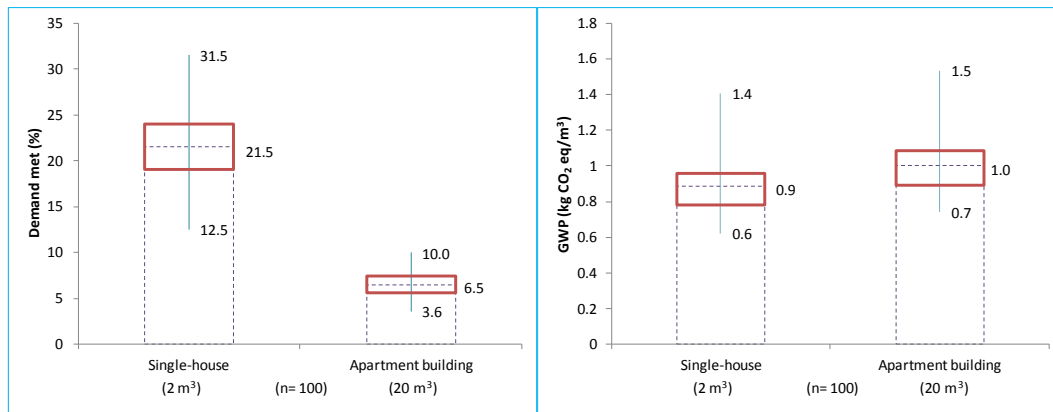 Demand met (%)
35
30
25
20
15
10
5
0
31.5
21.5
12.5
10.0
6.5
3.6
Single-house
(2 m³)
(n= 100)
Apartment building
(20 m³)
GWP (kg CO₂ eq/m³)
1.8
1.6
1.4
1.2
1
0.8
0.6
0.4
0.2
0
1.4
0.9
0.6
1.5
1.0
0.7
Single-house
(2 m³)
(n= 100)
Apartment building
(20 m³)